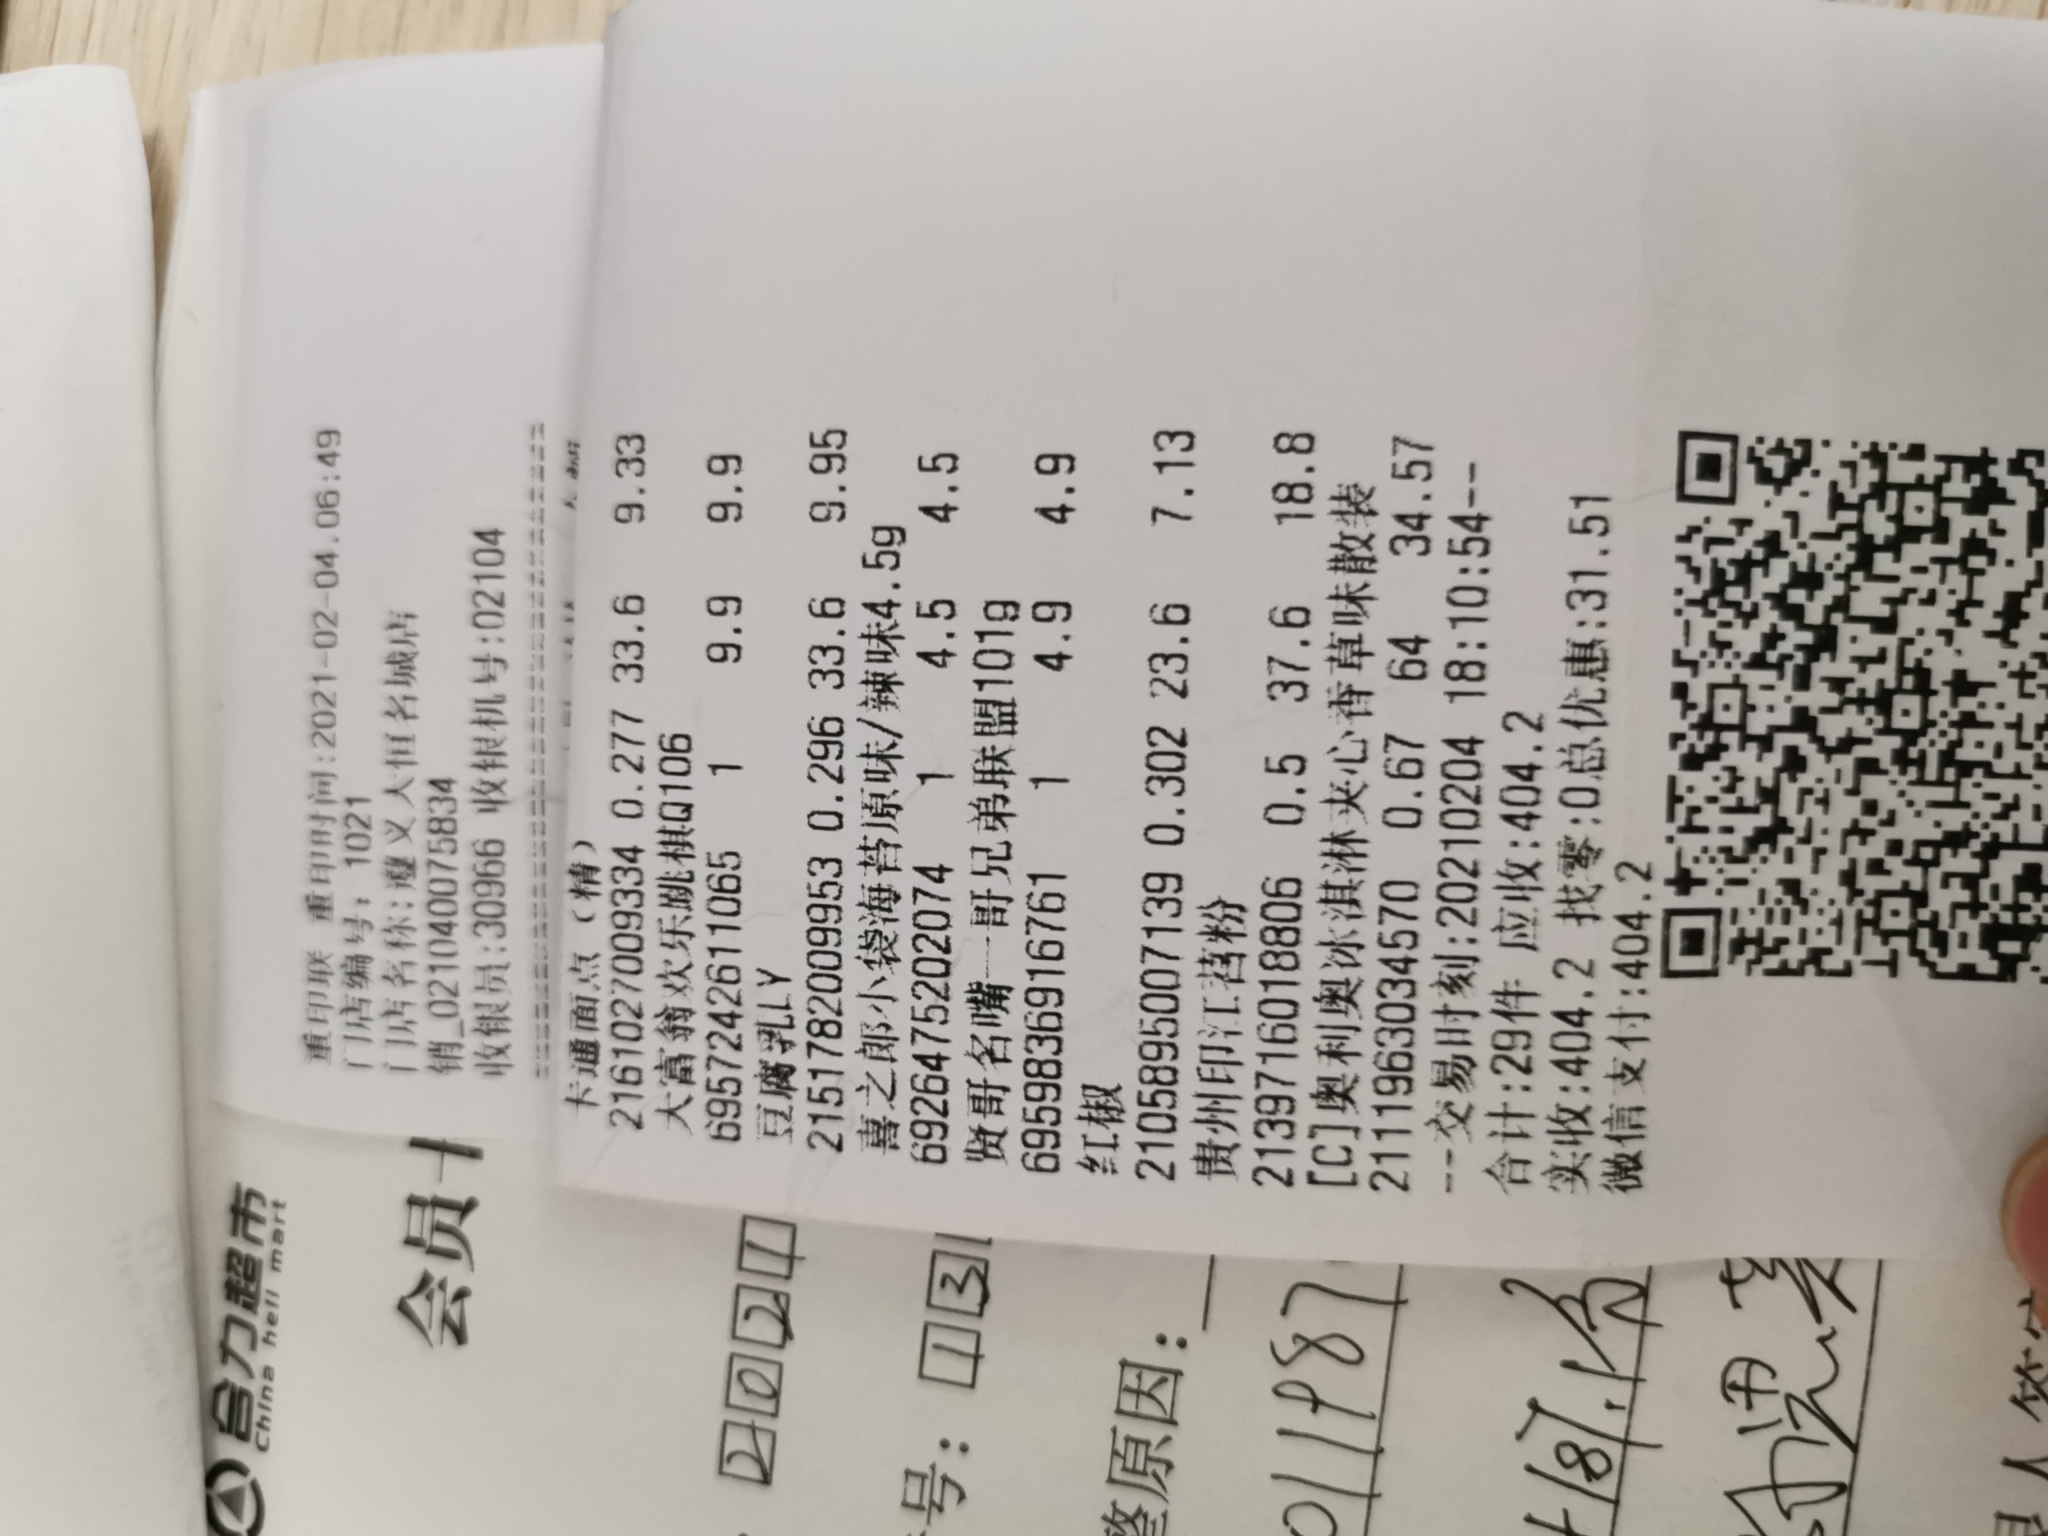 重印联 重印时间:2021-02-04.06:49
门店编号: 1021
门店名称:遵义天恒名城店
销_0210400075834
收银员:30966 收银机号:02104
卡通面点(精)
2161027009334 0.277 33.6 9.33
大富翁欢乐跳棋Q106
6957242611065 1 9.9 9.9
豆腐乳LY
2151782009953 0.296 33.6 9.95
喜之郎小袋海苔原味/辣味4.5g
6926475202074 1 4.5 4.5
贤哥名嘴一哥兄弟联盟101g
6959836916761 1 4.9 4.9
红椒
2105895007139 0.302 23.6 7.13
贵州印江苕粉
2139716018806 0.5 37.6 18.8
[C]奥利奥冰淇淋夹心香草味散装
2111963034570 0.67 64 34.57
--交易时刻:20210204 18:10:54--
合计:29件 应收:404.2
实收:404.2 找零:0总优惠:31.51
微信支付:404.2
合力超市
China heli mart
会员卡
2021
号: 13
整原因: